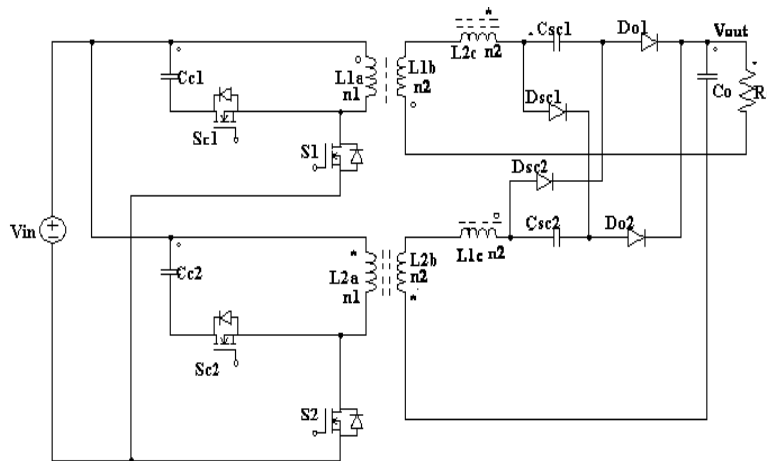 Csc1 Do1 Vout
L2c n2
Cc1 L1a L1b Co R
n1 n2
Dsc1
Sc1
S1
Dsc2
Vin
Csc2 Do2
L1c n2
Cc2 L2a L2b
n1 n2
Sc2
S2